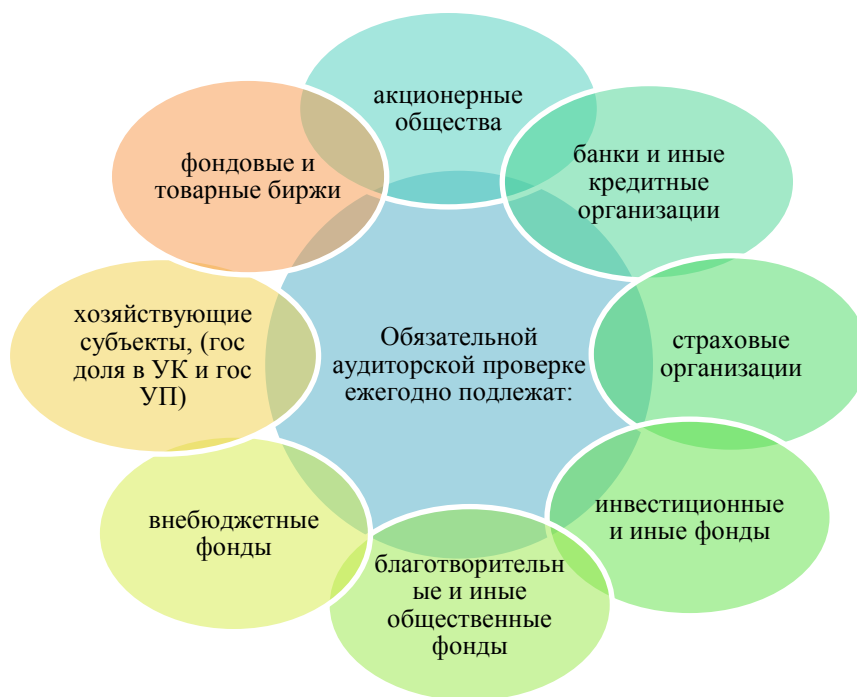 акционерные
общества
банки и иные
кредитные
организации
страховые
организации
инвестиционные
и иные фонды
благотворительн
ые и иные
общественные
фонды
внебюджетные
фонды
хозяйствующие
субъекты, (гос
доля в УК и гос
УП)
фондовые и
товарные биржи
Обязательной
аудиторской проверке
ежегодно подлежат: